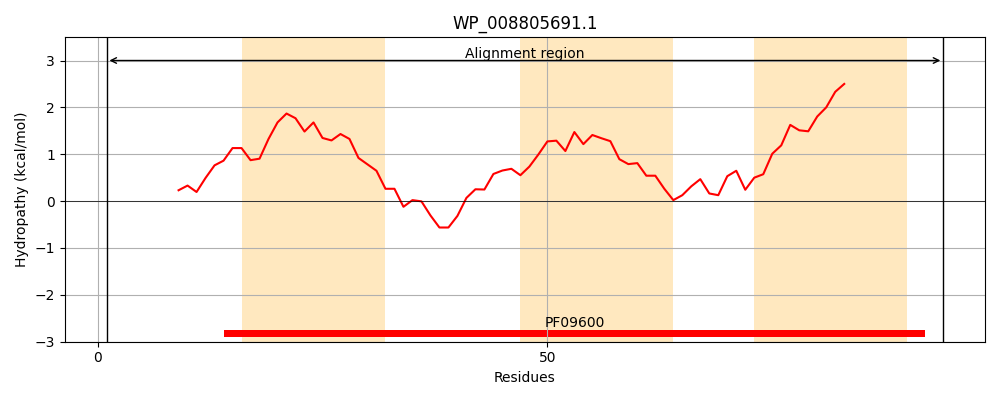 WP_008805691.1
Alignment region
Hydropathy (kcal/mol)
3
2
1
0
−1
−2
−3
PF09600
0
50
Residues